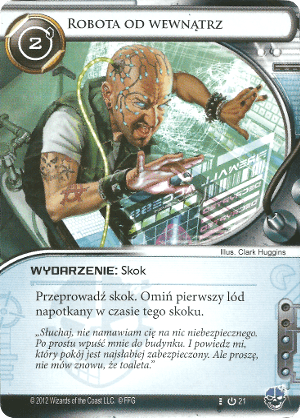 2
Robota od wewnątrz
Illus. Clark Huggins
WYDARZENIE: Skok
Przeprowadź skok. Omiń pierwszy lód
napotkany w czasie tego skoku.
„Słuchaj, nie namawiam cię na nic niebezpiecznego.
Po prostu wpuść mnie do budynku. I powiedz mi,
który pokój jest najsłabiej zabezpieczony. Ale proszę,
nie mów znowu, że toaleta.”
© 2012 Wizards of the Coast LLC. © FFG
21